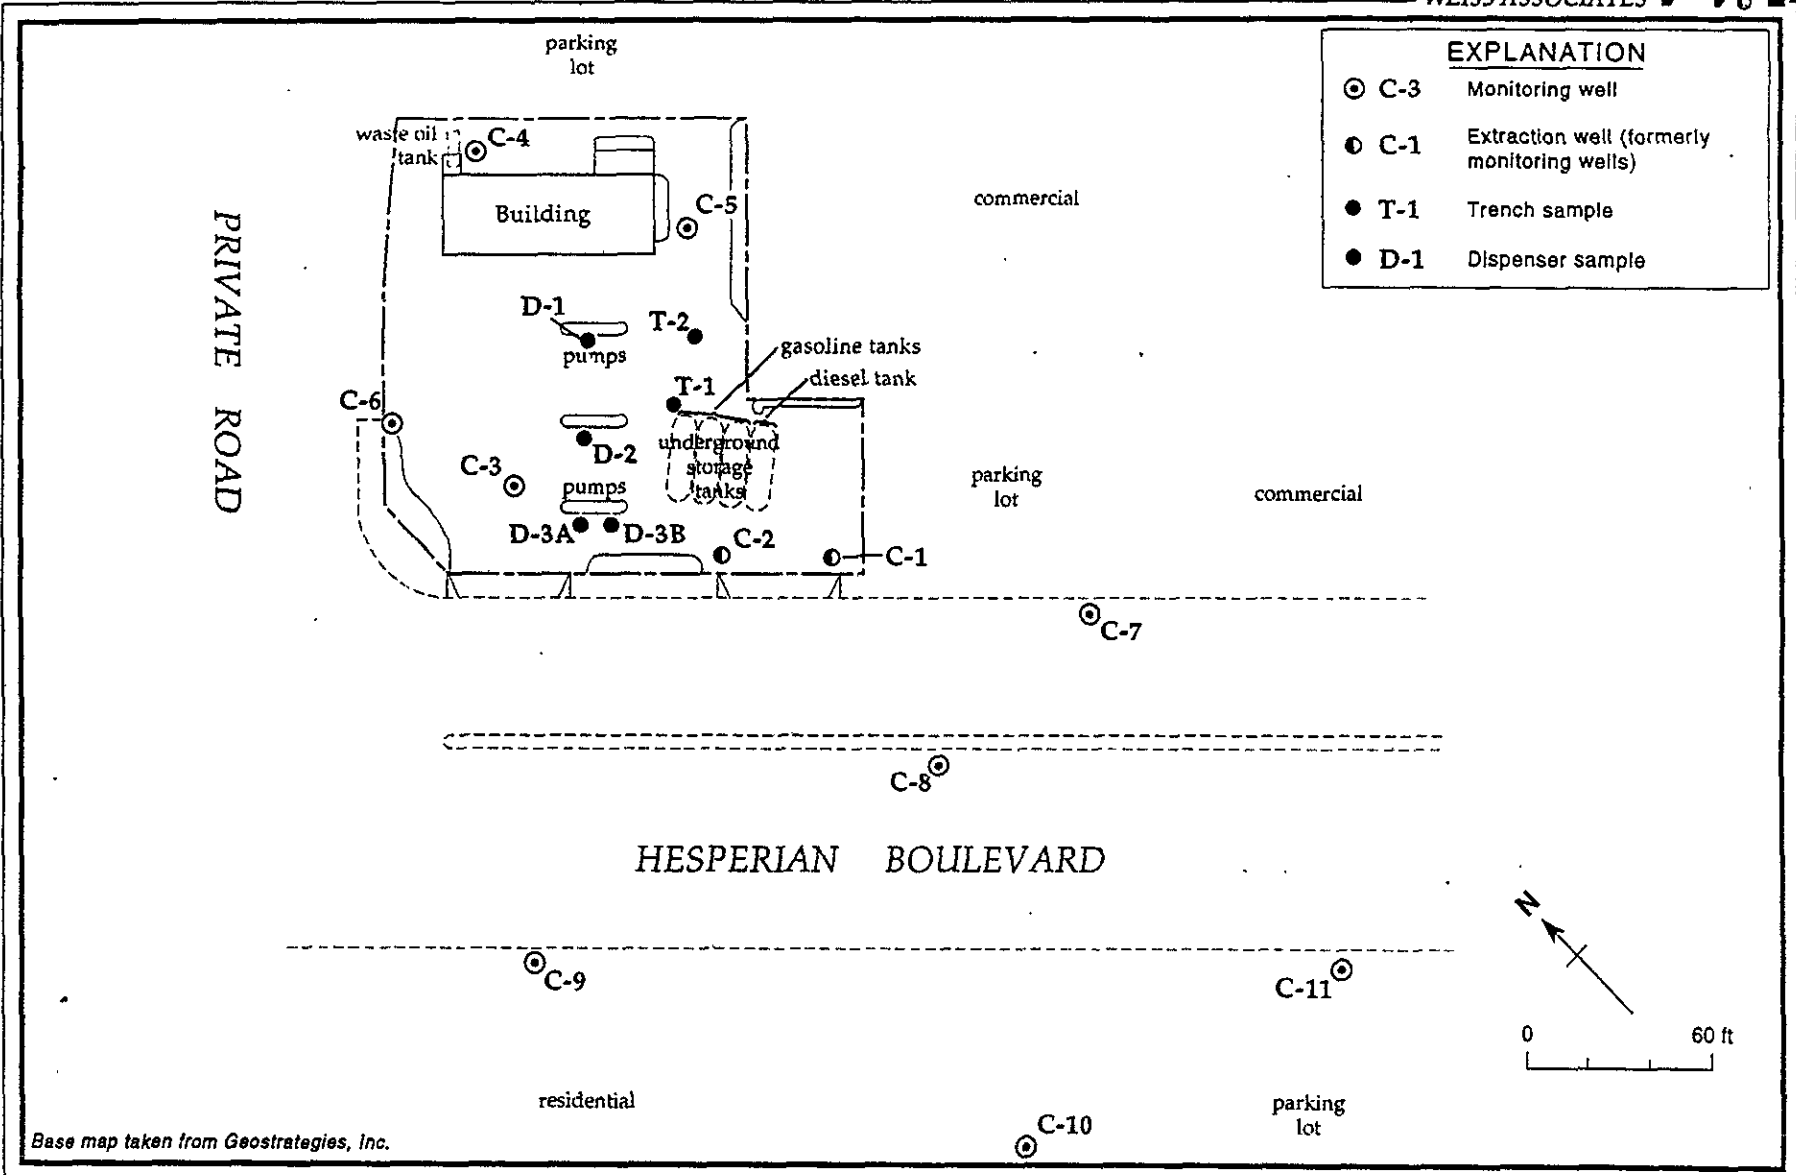 WEISS ASSOCIATES
parking
lot
EXPLANATION
C-3 Monitoring well
C-1 Extraction well (formerly
monitoring wells)
T-1 Trench sample
D-1 Dispenser sample
waste oil
tank
C-4
Building
C-5
commercial
PRIVATE ROAD
D-1
T-2
pumps
gasoline tanks
diesel tank
T-1
C-6
D-2
underground
storage
tanks
C-3
pumps
parking
lot
commercial
D-3A
D-3B
C-2
C-1
C-7
C-8
HESPERIAN BOULEVARD
N
C-9
C-11
0 60 ft
residential
parking
lot
C-10
Base map taken from Geostrategies, Inc.